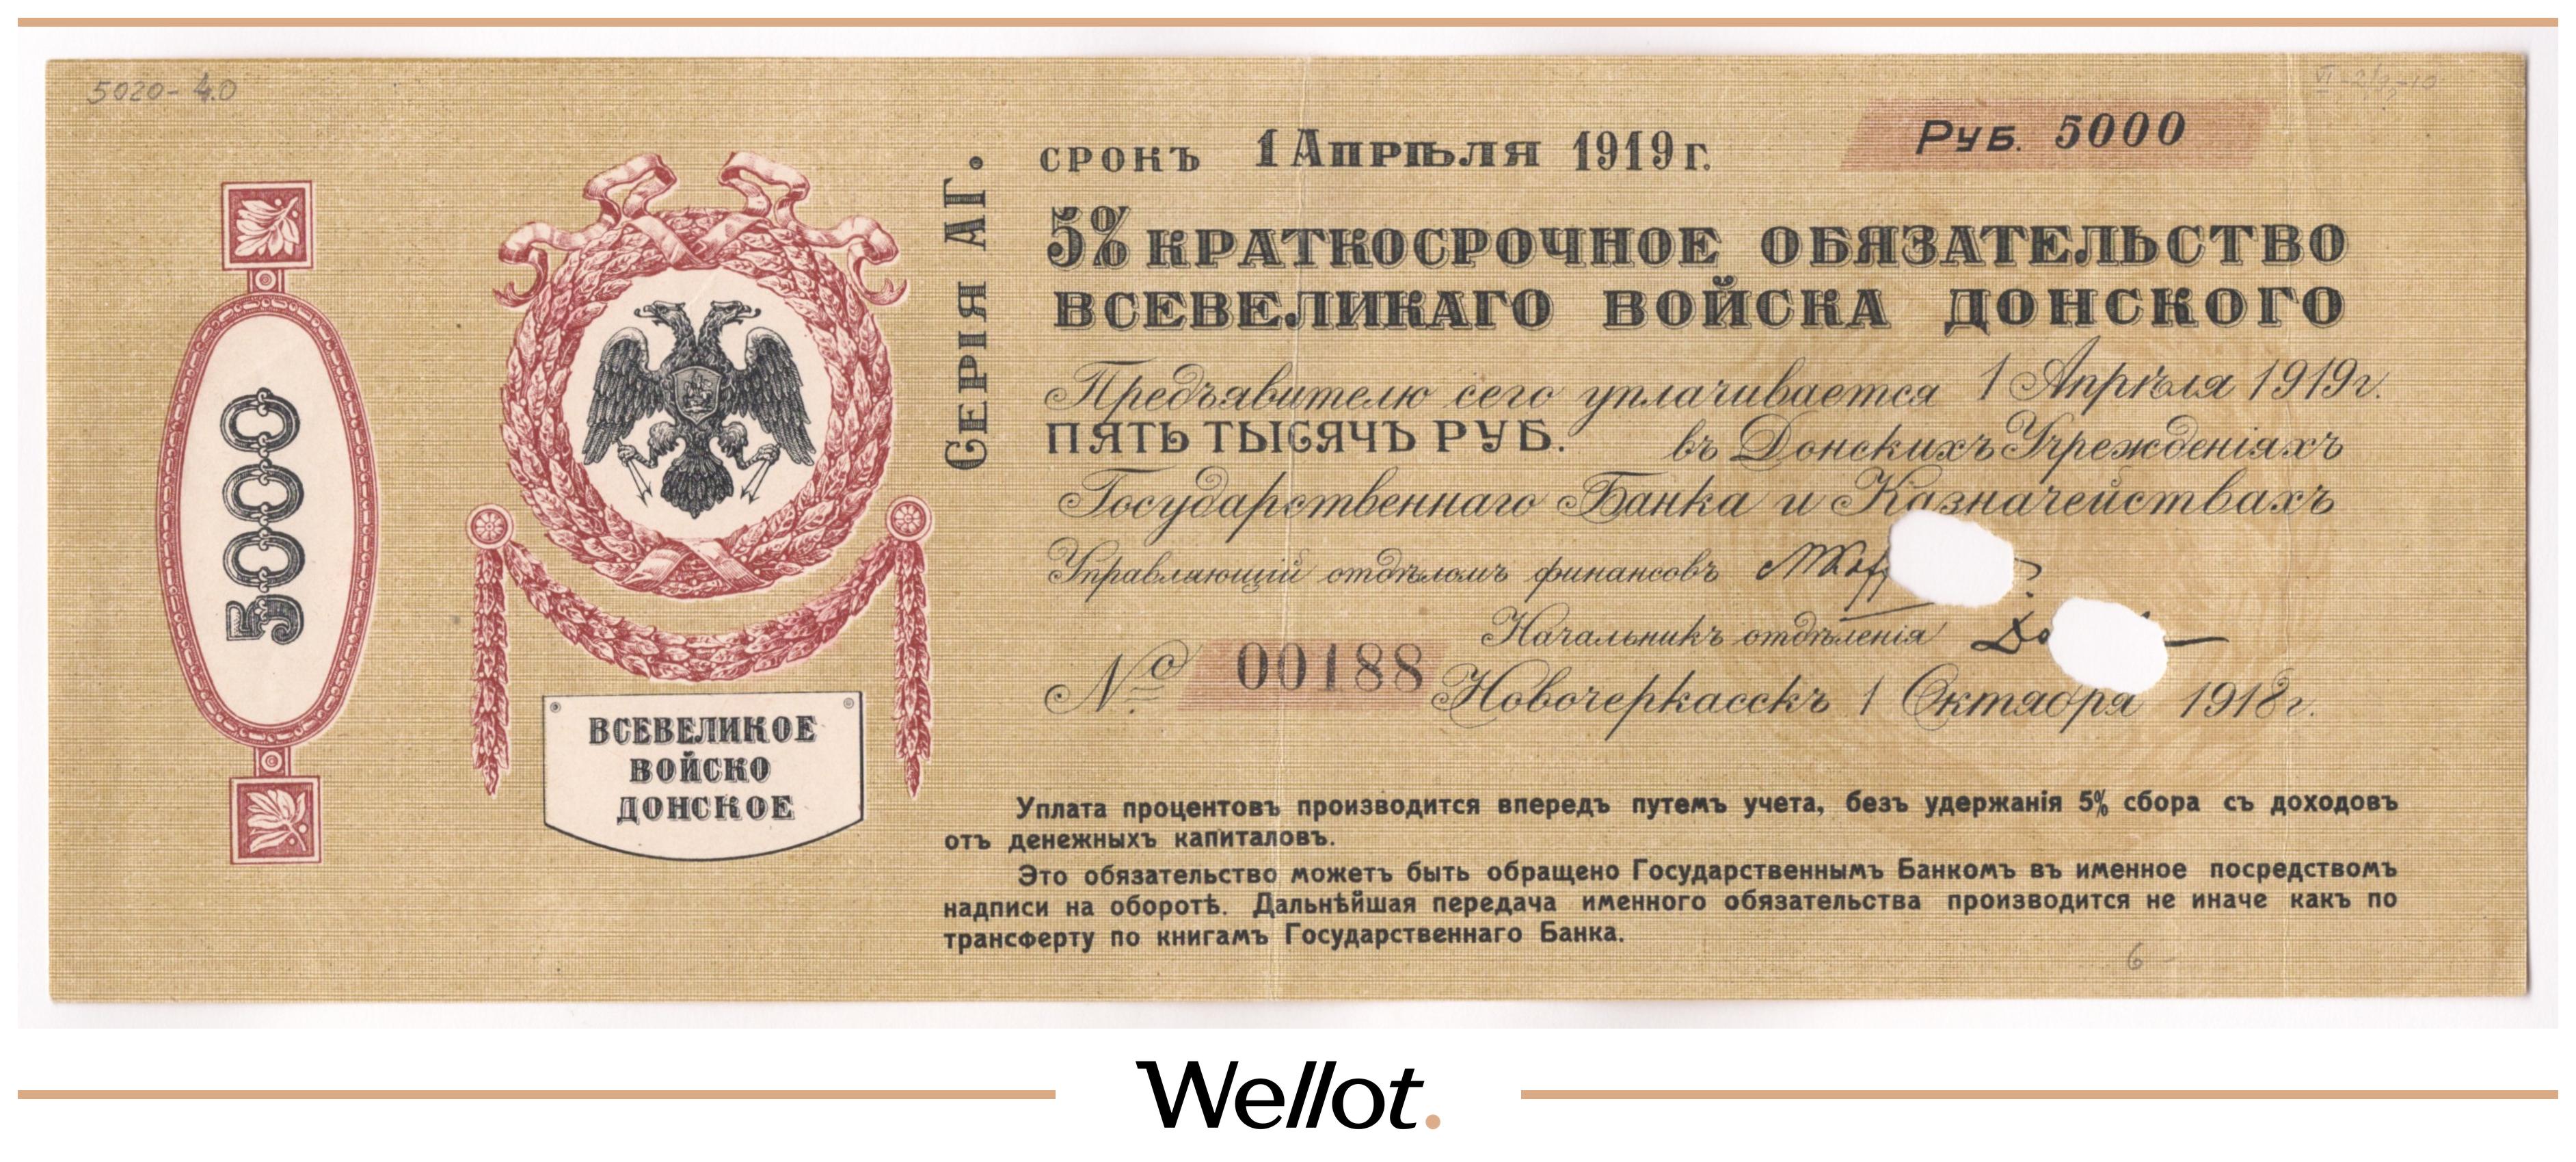 5020-4.0
5000
ВСЕВЕЛИКОЕ
ВОЙСКО
ДОНСКОЕ
Серія АГ.
срокъ 1 Апрѣля 1919 г.
Руб. 5000
5% КРАТКОСРОЧНОЕ ОБЯЗАТЕЛЬСТВО
ВСЕВЕЛИКАГО ВОЙСКА ДОНСКОГО
Предъявителю сего уплачивается 1 Апрѣля 1919 г.
ПЯТЬ ТЫСЯЧЪ РУБ. въ Донскихъ Учрежденіяхъ
Государственнаго Банка и Казначействахъ
Управляющій отдѣломъ финансовъ
Начальникъ отдѣленія
№ 00188 Новочеркасскъ 1 Октября 1918 г.
Уплата процентовъ производится впередъ путемъ учета, безъ удержанія 5% сбора съ доходовъ
отъ денежныхъ капиталовъ.
Это обязательство можетъ быть обращено Государственнымъ Банкомъ въ именное посредствомъ
надписи на оборотѣ. Дальнѣйшая передача именного обязательства производится не иначе какъ по
трансферту по книгамъ Государственнаго Банка.
6
Wellot.